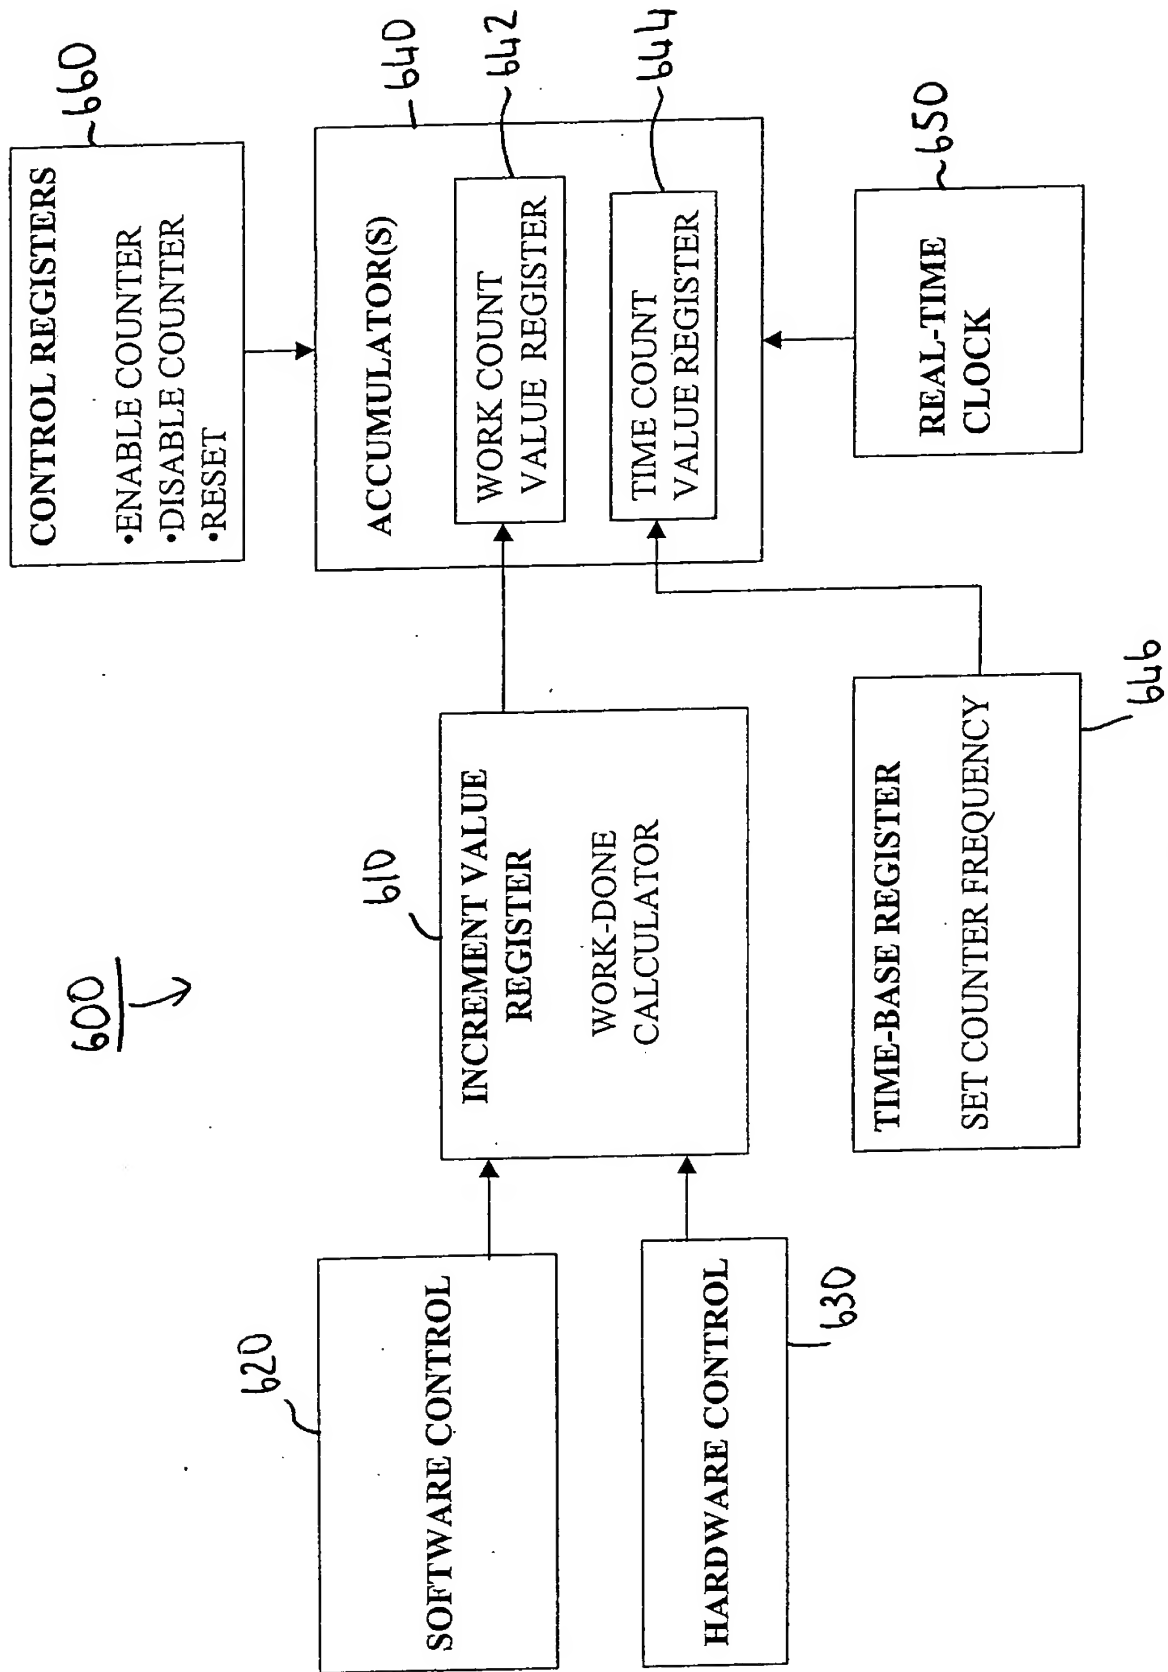 600
660
CONTROL REGISTERS
•ENABLE COUNTER
•DISABLE COUNTER
•RESET
640
ACCUMULATOR(S)
642
WORK COUNT
VALUE REGISTER
644
TIME COUNT
VALUE REGISTER
650
REAL-TIME
CLOCK
610
INCREMENT VALUE
REGISTER
WORK-DONE
CALCULATOR
TIME-BASE REGISTER
SET COUNTER FREQUENCY
646
620
SOFTWARE CONTROL
HARDWARE CONTROL
630